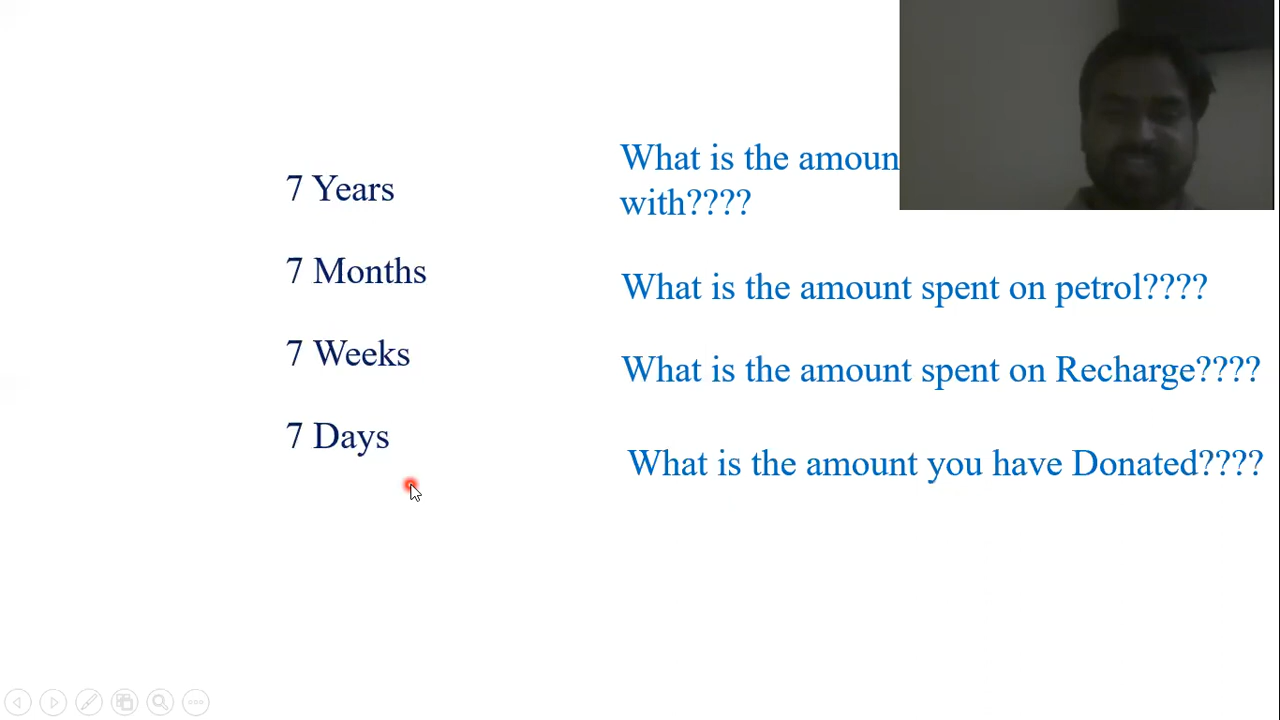 7 Years
7 Months
7 Weeks
7 Days
What is the
with????
What is the amount spent on petrol????
What is the amount spent on Recharge????
What is the amount you have Donated????